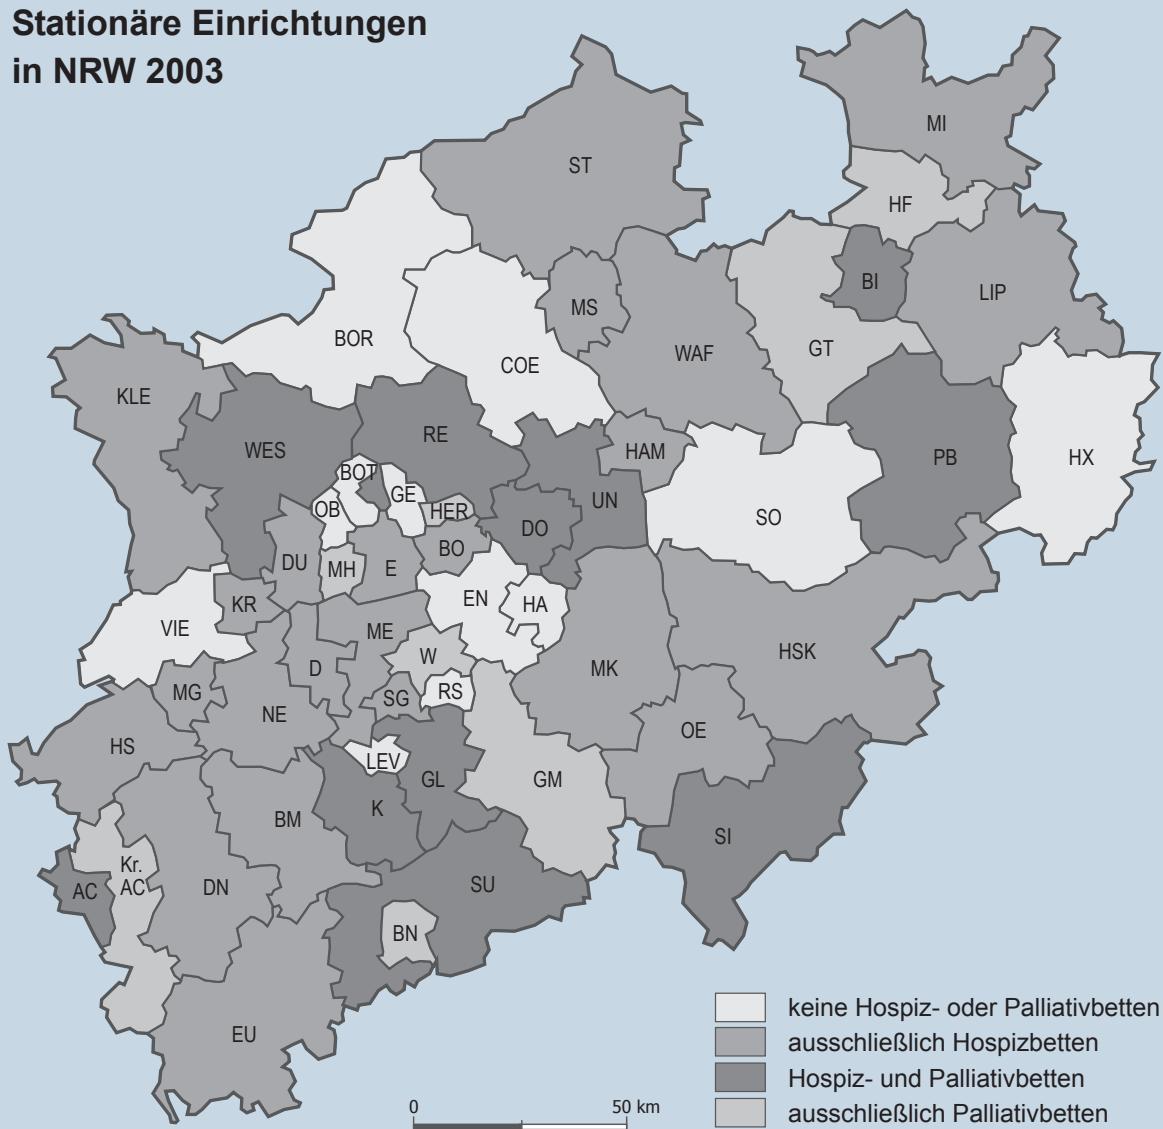 Stationäre Einrichtungen
in NRW 2003
MI
ST
HF
BI
LIP
MS
BOR
WAF
GT
COE
KLE
RE
WES
HAM
PB
HX
BOT
GE
OB
HER
UN
SO
DO
BO
DU
MH
E
EN
HA
KR
VIE
ME
W
HSK
D
MK
MG
SG
RS
NE
OE
HS
LEV
GL
GM
K
BM
SI
Kr.
AC
AC
DN
SU
BN
EU
keine Hospiz- oder Palliativbetten
ausschließlich Hospizbetten
Hospiz- und Palliativbetten
ausschließlich Palliativbetten
0 50 km